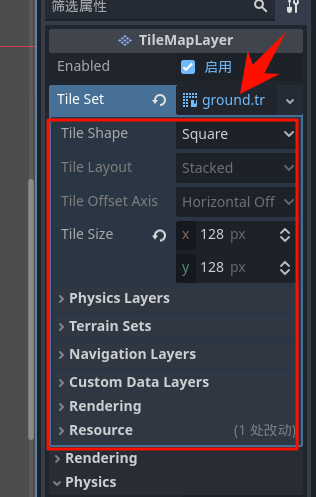 筛选属性
TileMapLayer
Enabled 启用
Tile Set ground.tr
Tile Shape Square
Tile Layout Stacked
Tile Offset Axis Horizontal Off
Tile Size x 128 px
y 128 px
Physics Layers
Terrain Sets
Navigation Layers
Custom Data Layers
Rendering
Resource (1 处改动)
Rendering
Physics